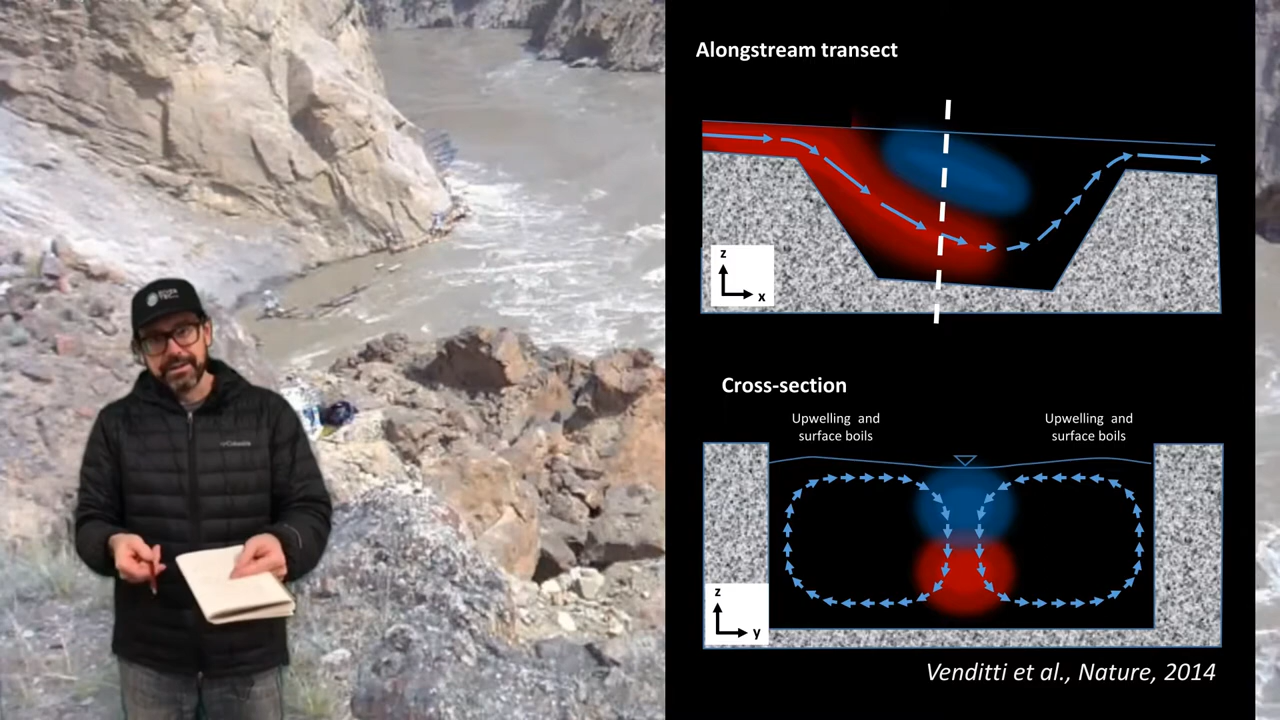 Alongstream transect
z
x
Cross-section
Upwelling and
surface boils
Upwelling and
surface boils
z
y
Venditti et al., Nature, 2014
Columbia